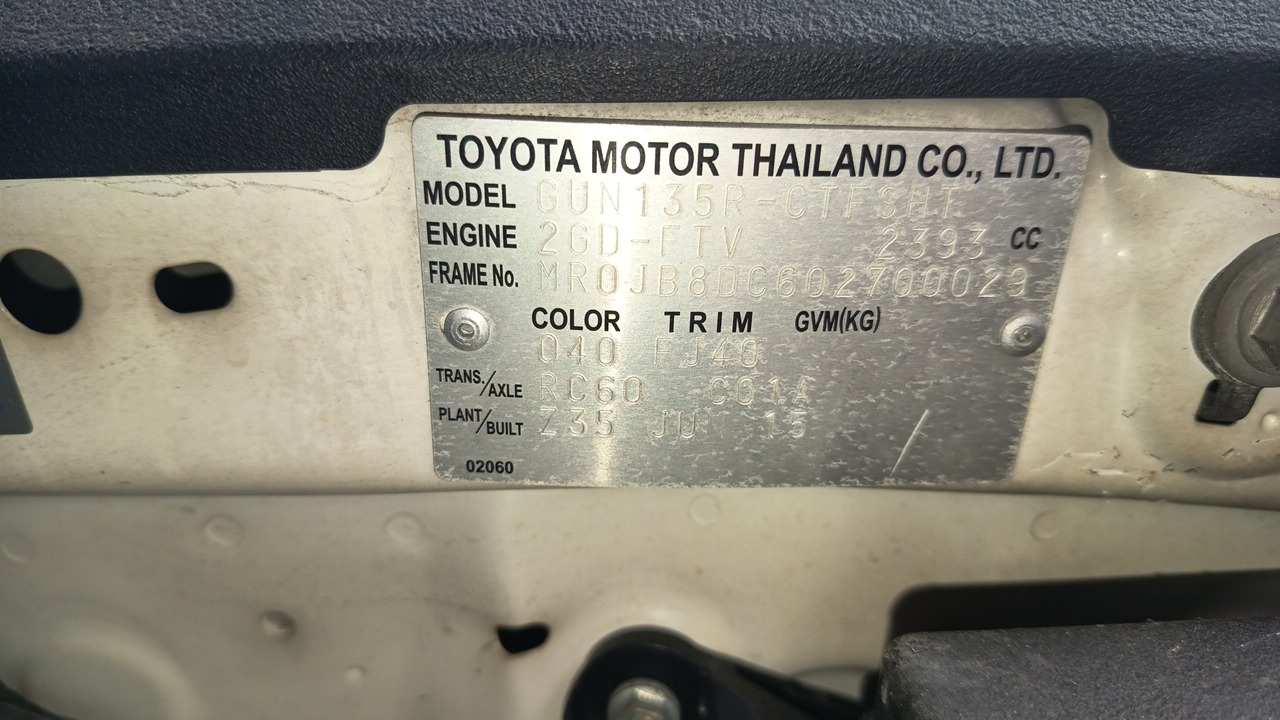 TOYOTA MOTOR THAILAND CO., LTD.
MODEL GUN135R-CTFSHT
ENGINE 2GD-FTV 2393 CC
FRAME No. MR0JB8DC602700029
COLOR TRIM GVM(KG)
040 FJ40
TRANS./AXLE RC60 C01A
PLANT/BUILT Z35 15
02060